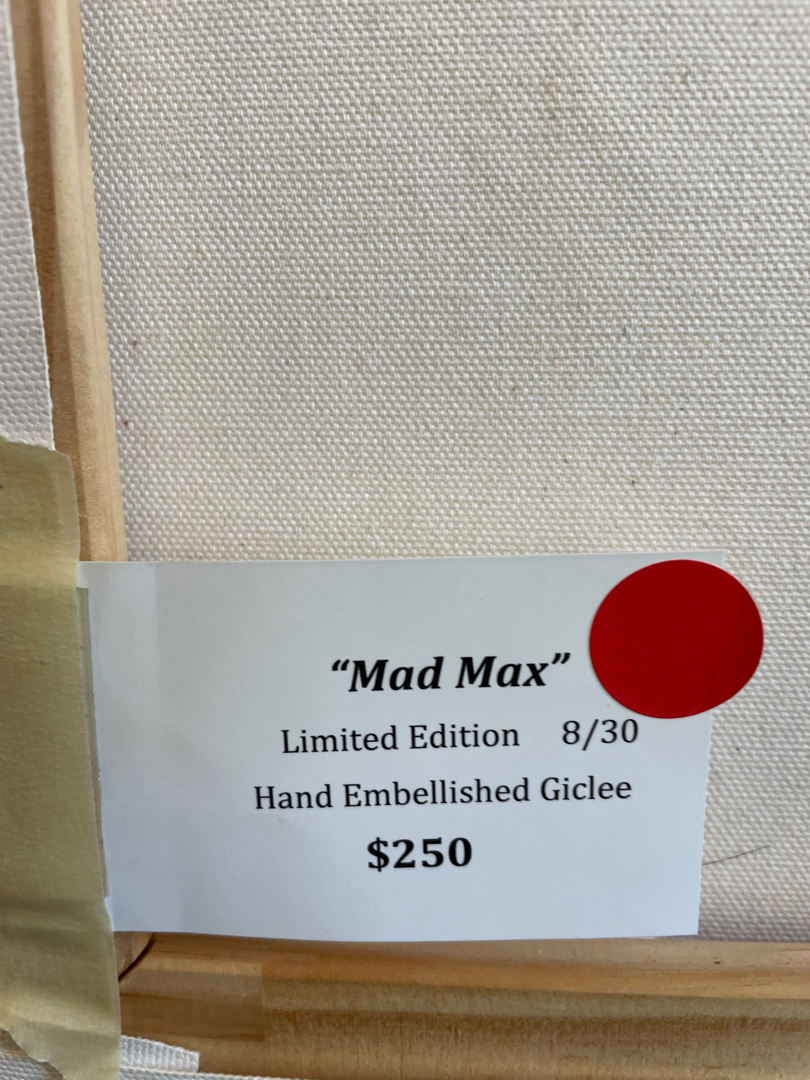 “Mad Max”
Limited Edition 8/30
Hand Embellished Giclee
$250